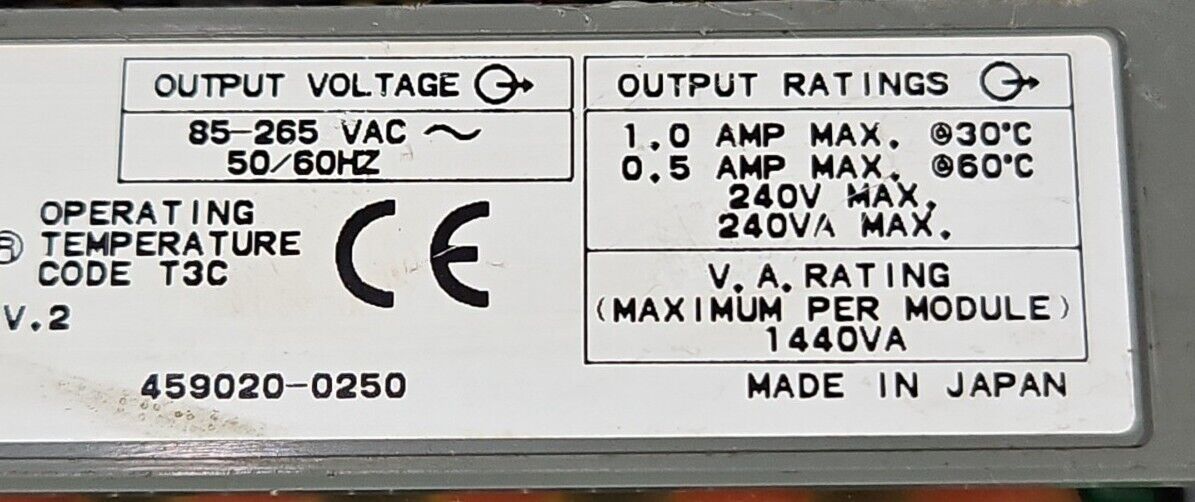 OUTPUT VOLTAGE
85-265 VAC ~
50/60HZ
OUTPUT RATINGS
1.0 AMP MAX. @30°C
0.5 AMP MAX. @60°C
240V MAX.
240VA MAX.
V.A.RATING
(MAXIMUM PER MODULE)
1440VA
OPERATING
® TEMPERATURE
CODE T3C
CE
V.2
459020-0250
MADE IN JAPAN